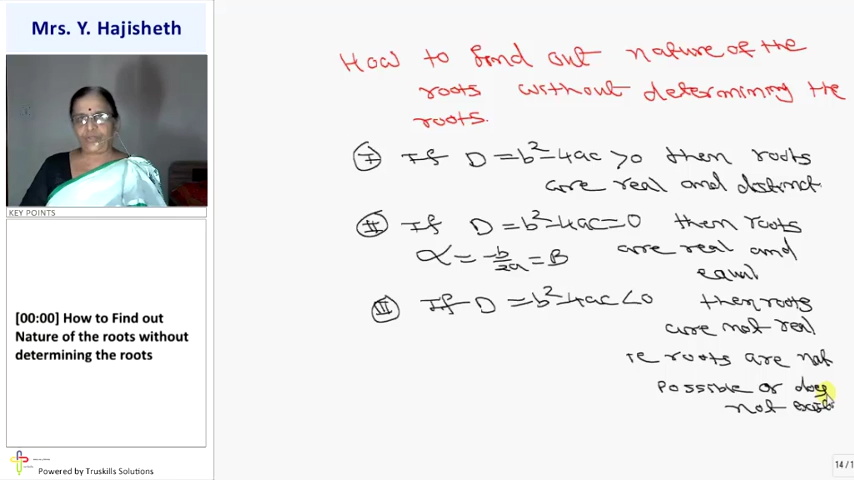 Mrs. Y. Hajisheth
KEY POINTS
[00:00] How to Find out
Nature of the roots without
determining the roots
Powered by Truskills Solutions
How to find out nature of the
roots without determining the
roots.
I If D = b²-4ac >0 then roots
are real and distinct
II If D = b²-4ac=0 then roots
α = -b/2a = β are real and
equal
III If D = b²-4ac <0 then roots
are not real
ie roots are not
possible or does
not exist
14/1